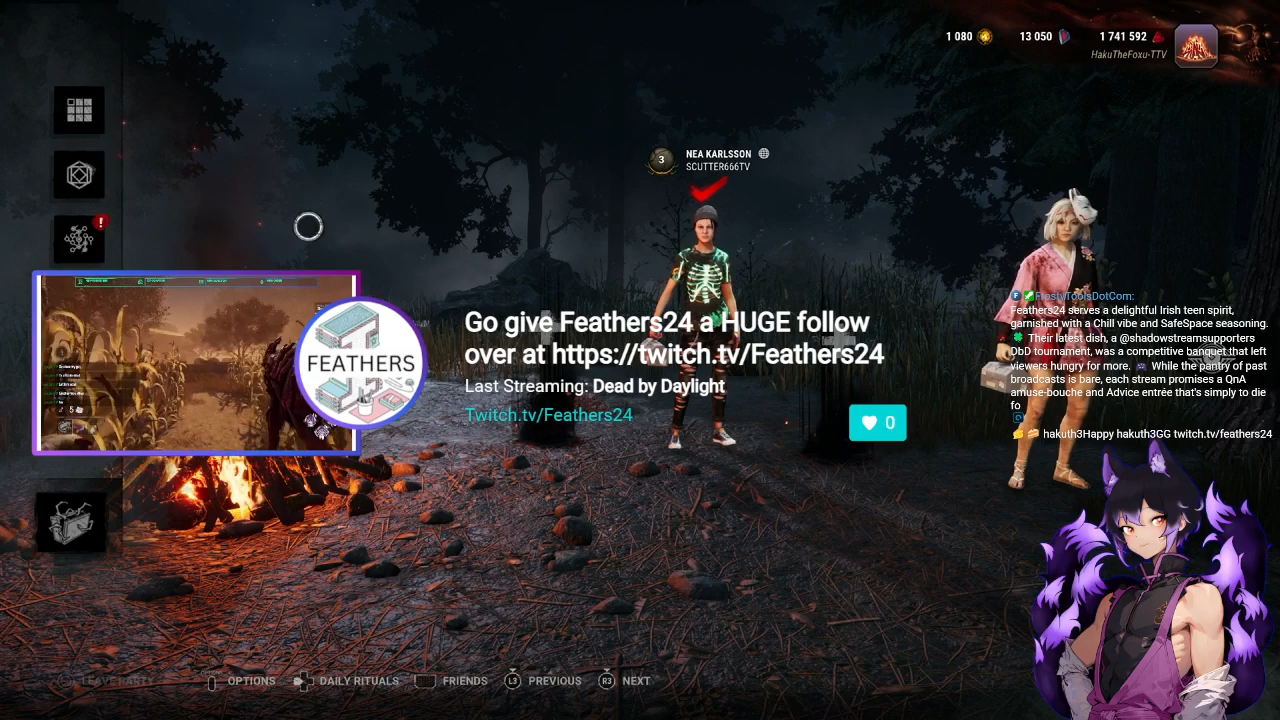 1 080
13 050
1 741 592
HakuTheFoxu-TTV
3
NEA KARLSSON
SCUTTER666TV
!
FEATHERS
Go give Feathers24 a HUGE follow
over at https://twitch.tv/Feathers24
Last Streaming: Dead by Daylight
Twitch.tv/Feathers24
0
FrostyToolsDotCom:
Feathers24 serves a delightful Irish teen spirit,
garnished with a Chill vibe and SafeSpace seasoning.
Their latest dish, a @shadowstreamsupporters
DbD tournament, was a competitive banquet that left
viewers hungry for more. While the pantry of past
broadcasts is bare, each stream promises a QnA
amuse-bouche and Advice entrée that's simply to die
fo
hakuth3Happy hakuth3GG twitch.tv/feathers24
LEAVE PARTY
OPTIONS
DAILY RITUALS
FRIENDS
L3 PREVIOUS
R3 NEXT